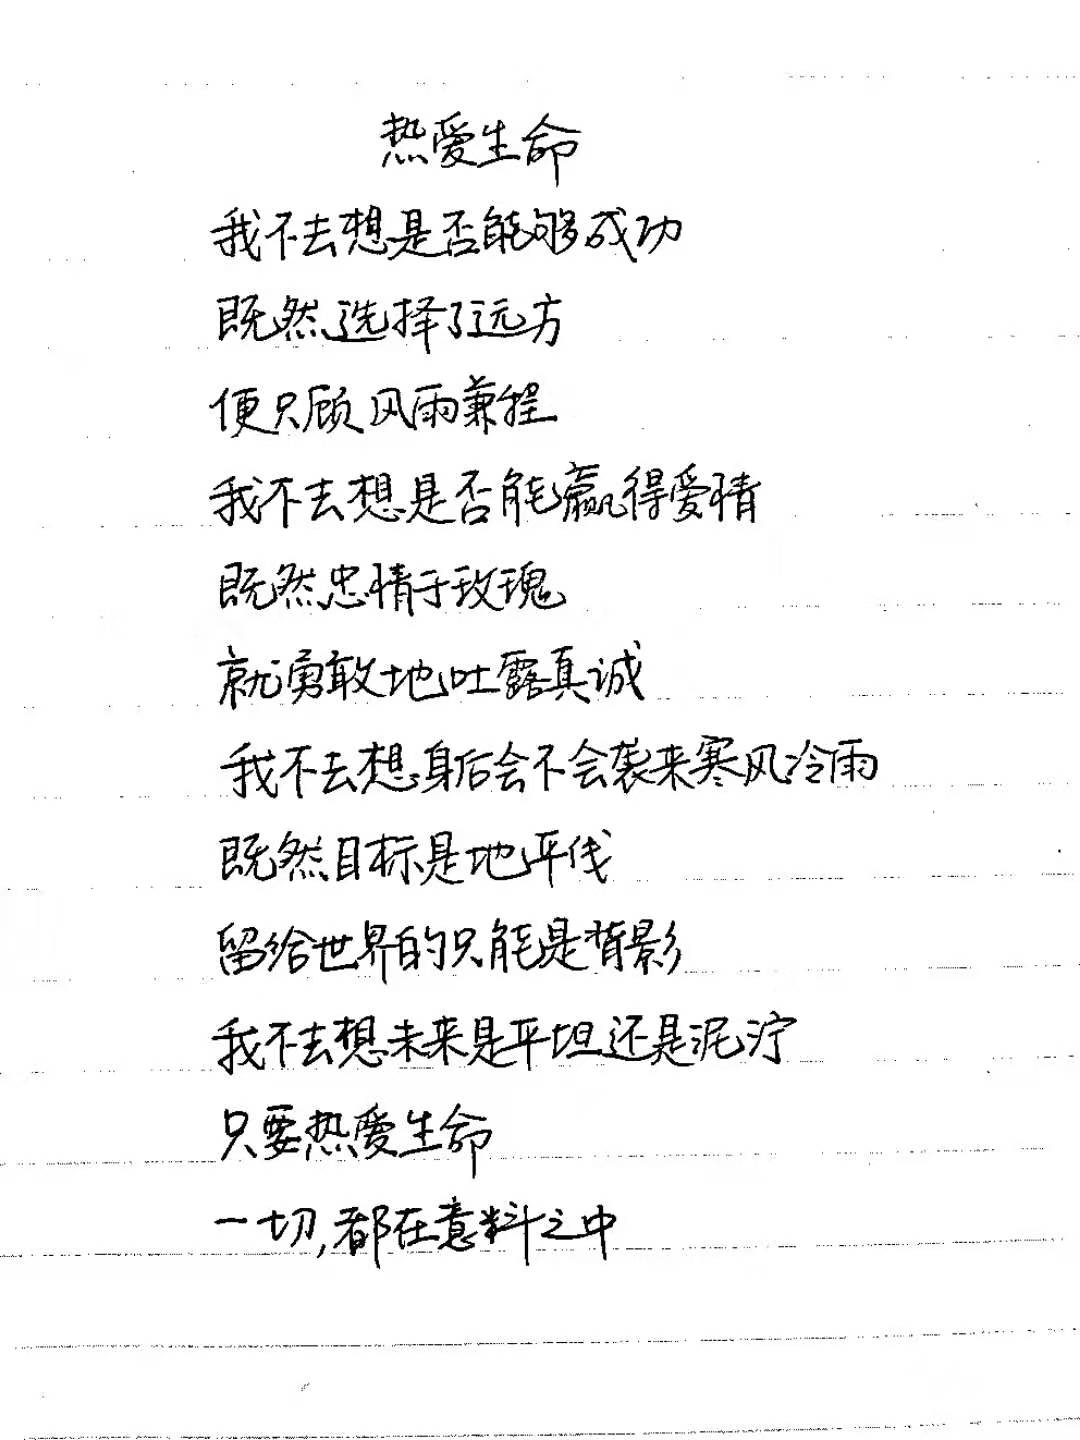 热爱生命
我不去想是否能够成功
既然选择了远方
便只顾风雨兼程
我不去想是否能赢得爱情
既然忠情于玫瑰
就勇敢地吐露真诚
我不去想身后会不会袭来寒风冷雨
既然目标是地平线
留给世界的只能是背影
我不去想未来是平坦还是泥泞
只要热爱生命
一切,都在意料之中